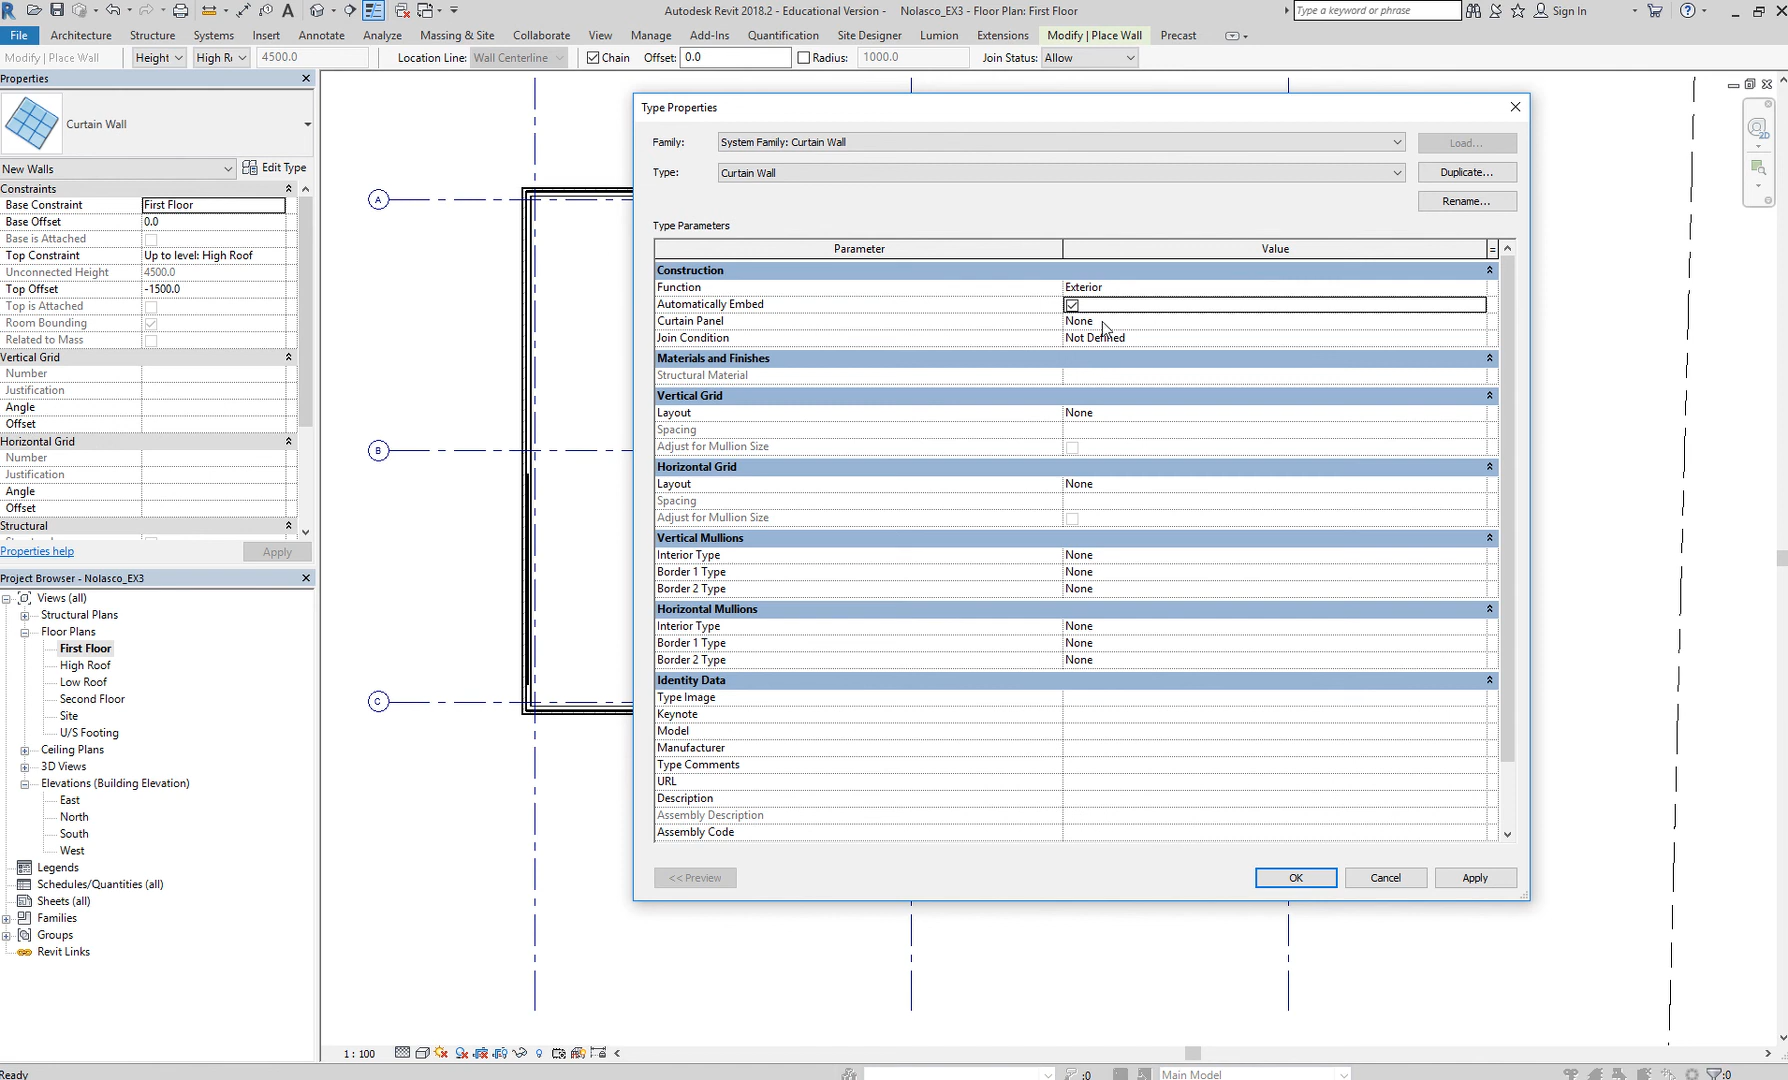 Autodesk Revit 2018.2 - Educational Version - Nolasco_EX3 - Floor Plan: First Floor
Type a keyword or phrase
Sign In
File Architecture Structure Systems Insert Annotate Analyze Massing & Site Collaborate View Manage Add-Ins Quantification Site Designer Lumion Extensions Modify | Place Wall Precast
Modify | Place Wall Height High R 4500.0 Location Line: Wall Centerline Chain Offset: 0.0 Radius: 1000.0 Join Status: Allow
Properties
Curtain Wall
New Walls Edit Type
Constraints
Base Constraint First Floor
Base Offset 0.0
Base is Attached
Top Constraint Up to level: High Roof
Unconnected Height 4500.0
Top Offset -1500.0
Top is Attached
Room Bounding
Related to Mass
Vertical Grid
Number
Justification
Angle
Offset
Horizontal Grid
Number
Justification
Angle
Offset
Structural
Properties help Apply
Project Browser - Nolasco_EX3
Views (all)
Structural Plans
Floor Plans
First Floor
High Roof
Low Roof
Second Floor
Site
U/S Footing
Ceiling Plans
3D Views
Elevations (Building Elevation)
East
North
South
West
Legends
Schedules/Quantities (all)
Sheets (all)
Families
Groups
Revit Links
A
B
C
2D
Type Properties
Family: System Family: Curtain Wall Load...
Type: Curtain Wall Duplicate...
Rename...
Type Parameters
Parameter Value =
Construction
Function Exterior
Automatically Embed
Curtain Panel None
Join Condition Not Defined
Materials and Finishes
Structural Material
Vertical Grid
Layout None
Spacing
Adjust for Mullion Size
Horizontal Grid
Layout None
Spacing
Adjust for Mullion Size
Vertical Mullions
Interior Type None
Border 1 Type None
Border 2 Type None
Horizontal Mullions
Interior Type None
Border 1 Type None
Border 2 Type None
Identity Data
Type Image
Keynote
Model
Manufacturer
Type Comments
URL
Description
Assembly Description
Assembly Code
<< Preview OK Cancel Apply
1 : 100
Ready :0 Main Model :0